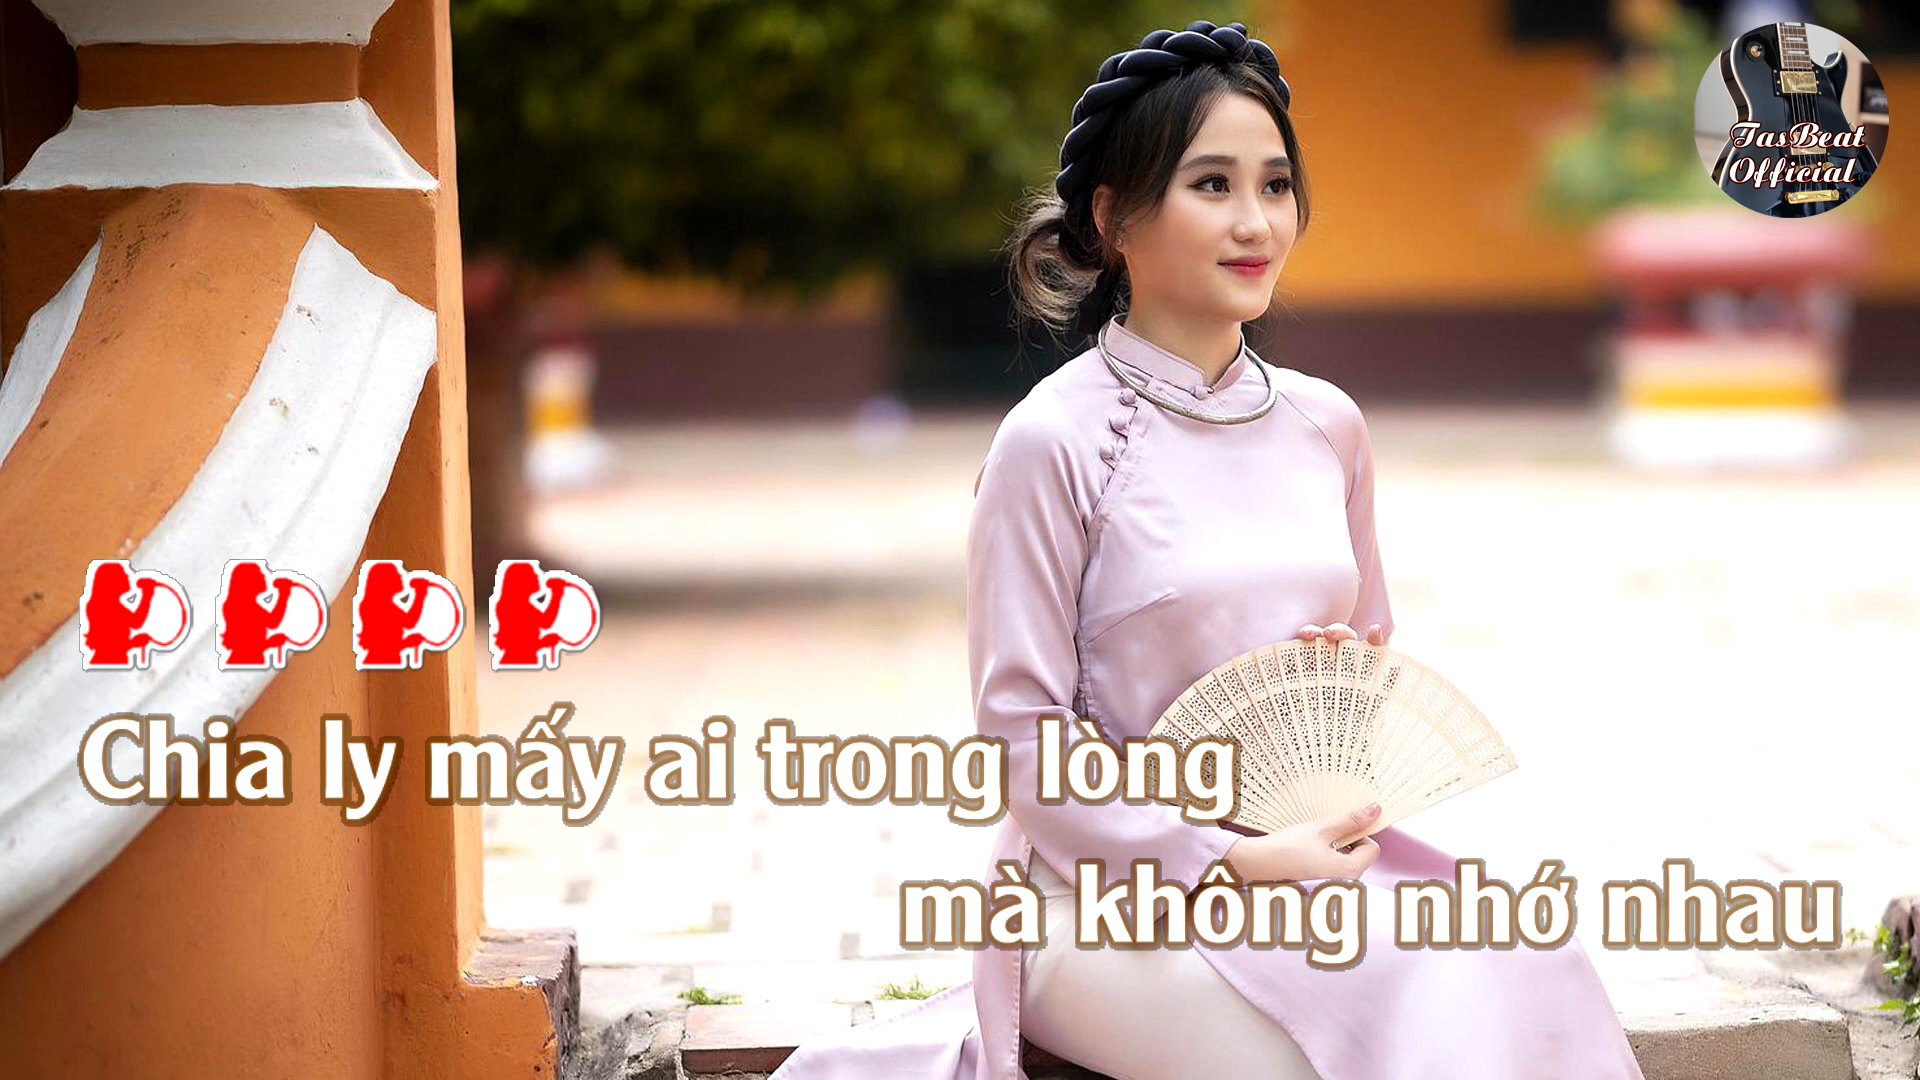 TasBeat
Official
Chia ly mấy ai trong lòng
mà không nhớ nhau